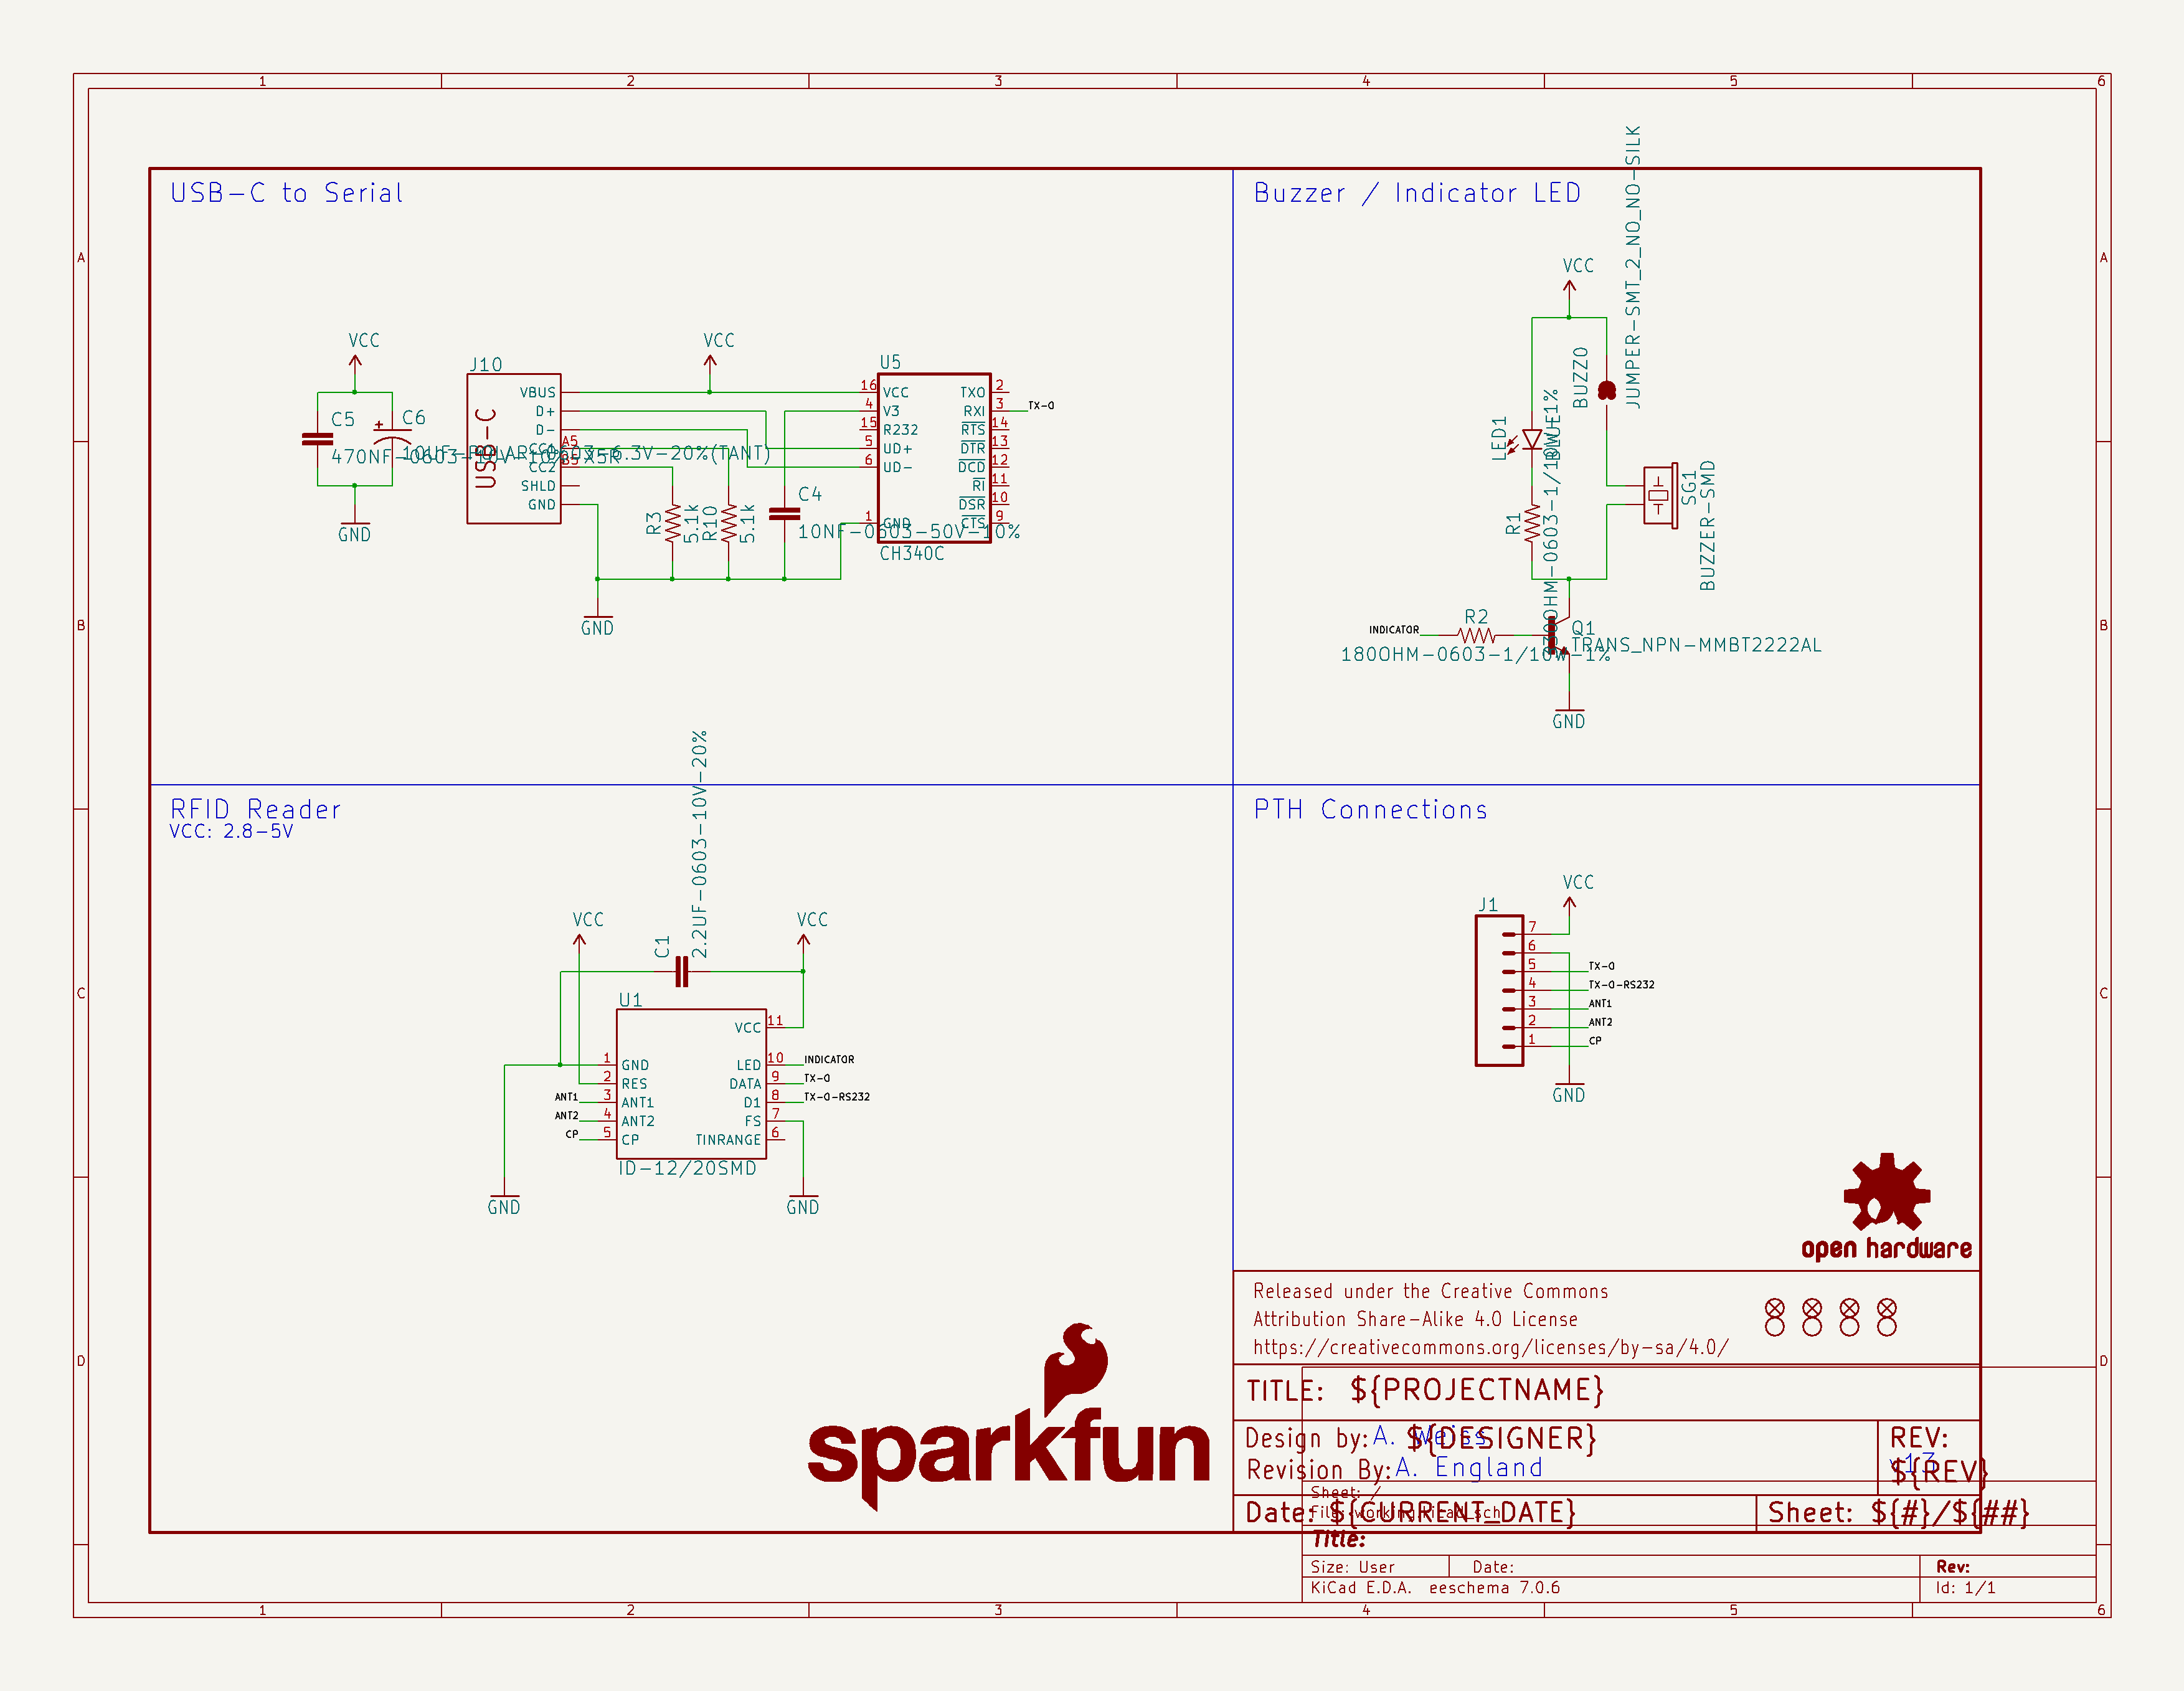 1 2 3 4 5 6
A
B
C
D
USB-C to Serial
VCC
C5
470NF-0603-10V-10%-X5R
C6
+
10UF-POLAR-0603-6.3V-20%(TANT)
GND
J10
USB-C
VBUS
D+
D-
CC1
A5
CC2
B5
SHLD
GND
VCC
R3
5.1k
R10
5.1k
C4
10NF-0603-50V-10%
GND
U5
16 VCC
4 V3
15 R232
5 UD+
6 UD-
1 GND
TXO 2
RXI 3
RTS 14
DTR 13
DCD 12
RI 11
DSR 10
CTS 9
CH340C
TX-O
Buzzer / Indicator LED
VCC
BUZZ0
JUMPER-SMT_2_NO_NO-SILK
LED1
BLUE
R1
SG1
BUZZER-SMD
INDICATOR
R2
180OHM-0603-1/10W-1%
Q1
TRANS_NPN-MMBT2222AL
GND
RFID Reader
VCC: 2.8-5V
VCC
C1
2.2UF-0603-10V-20%
VCC
U1
1 GND
2 RES
ANT1 3 ANT1
ANT2 4 ANT2
CP 5 CP
VCC 11
LED 10 INDICATOR
DATA 9 TX-O
D1 8 TX-O-RS232
FS 7
TINRANGE 6
ID-12/20SMD
GND
GND
PTH Connections
VCC
J1
7
6
5 TX-O
4 TX-O-RS232
3 ANT1
2 ANT2
1 CP
GND
open hardware
sparkfun
Released under the Creative Commons
Attribution Share-Alike 4.0 License
https://creativecommons.org/licenses/by-sa/4.0/
TITLE: ${PROJECTNAME}
Design by: A. Weiss ${DESIGNER}
Revision By: A. England
REV:
${REV}
Date: ${CURRENT_DATE}
Sheet: ${#}/${##}
Sheet: /
File: working.kicad_sch
Title:
Size: User
Date:
Rev:
KiCad E.D.A. eeschema 7.0.6
Id: 1/1
A
B
C
D
1 2 3 4 5 6